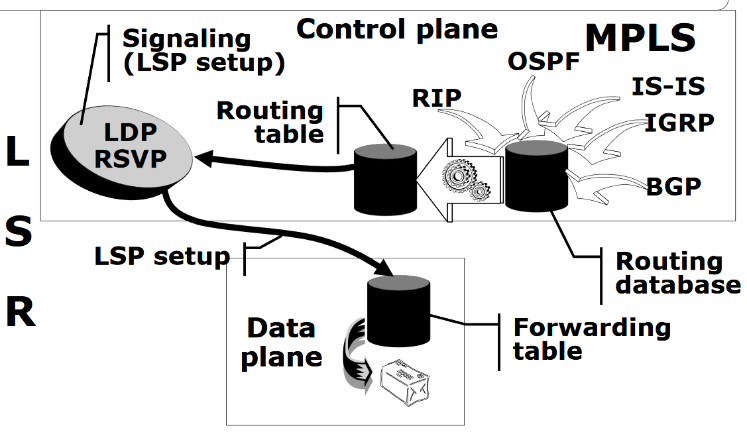 Control plane
MPLS
Signaling
(LSP setup)
OSPF
IS-IS
RIP
IGRP
Routing
table
LDP
RSVP
BGP
L
S
R
LSP setup
Routing
database
Data
plane
Forwarding
table